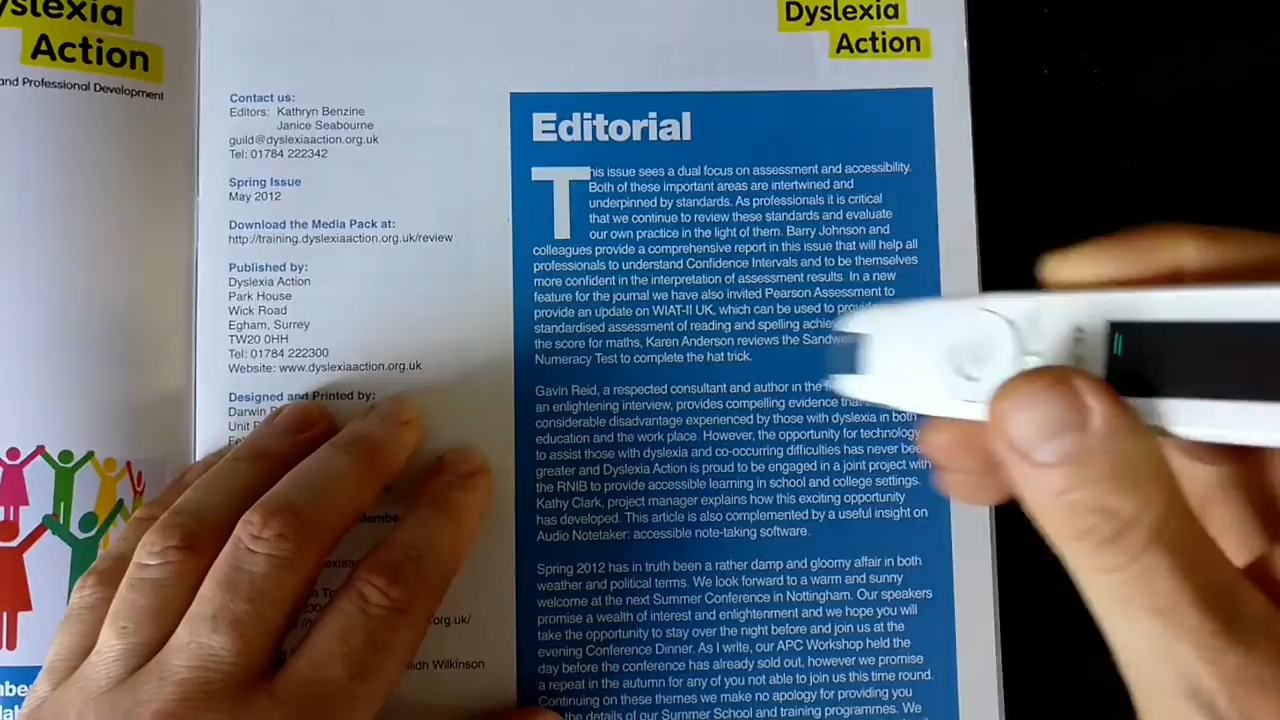 yslexia
Action
and Professional Development
Dyslexia
Action
Contact us:
Editors: Kathryn Benzine
Janice Seabourne
guild@dyslexiaaction.org.uk
Tel: 01784 222342
Spring Issue
May 2012
Download the Media Pack at:
http://training.dyslexiaaction.org.uk/review
Published by:
Dyslexia Action
Park House
Wick Road
Egham, Surrey
TW20 0HH
Tel: 01784 222300
Website: www.dyslexiaaction.org.uk
Designed and Printed by:
Darwin
Unit
org.uk/
Wilkinson
Editorial
This issue sees a dual focus on assessment and accessibility.
Both of these important areas are intertwined and
underpinned by standards. As professionals it is critical
that we continue to review these standards and evaluate
our own practice in the light of them. Barry Johnson and
colleagues provide a comprehensive report in this issue that will help all
professionals to understand Confidence Intervals and to be themselves
more confident in the interpretation of assessment results. In a new
feature for the journal we have also invited Pearson Assessment to
provide an update on WIAT-II UK, which can be used to
standardised assessment of reading and spelling
the score for maths, Karen Anderson reviews the
Numeracy Test to complete the hat trick.
Gavin Reid, a respected consultant and author in the
an enlightening interview, provides compelling evidence
considerable disadvantage experienced by those with dyslexia in both
education and the work place. However, the opportunity for technology
to assist those with dyslexia and co-occurring difficulties has never been
greater and Dyslexia Action is proud to be engaged in a joint project with
the RNIB to provide accessible learning in school and college settings.
Kathy Clark, project manager explains how this exciting opportunity
has developed. This article is also complemented by a useful insight on
Audio Notetaker: accessible note-taking software.
Spring 2012 has in truth been a rather damp and gloomy affair in both
weather and political terms. We look forward to a warm and sunny
welcome at the next Summer Conference in Nottingham. Our speakers
promise a wealth of interest and enlightenment and we hope you will
take the opportunity to stay over the night before and join us at the
evening Conference Dinner. As I write, our APC Workshop held the
day before the conference has already sold out, however we promise
a repeat in the autumn for any of you not able to join us this time round.
Continuing on these themes we make no apology for providing you
the details of our Summer School and training programmes. We